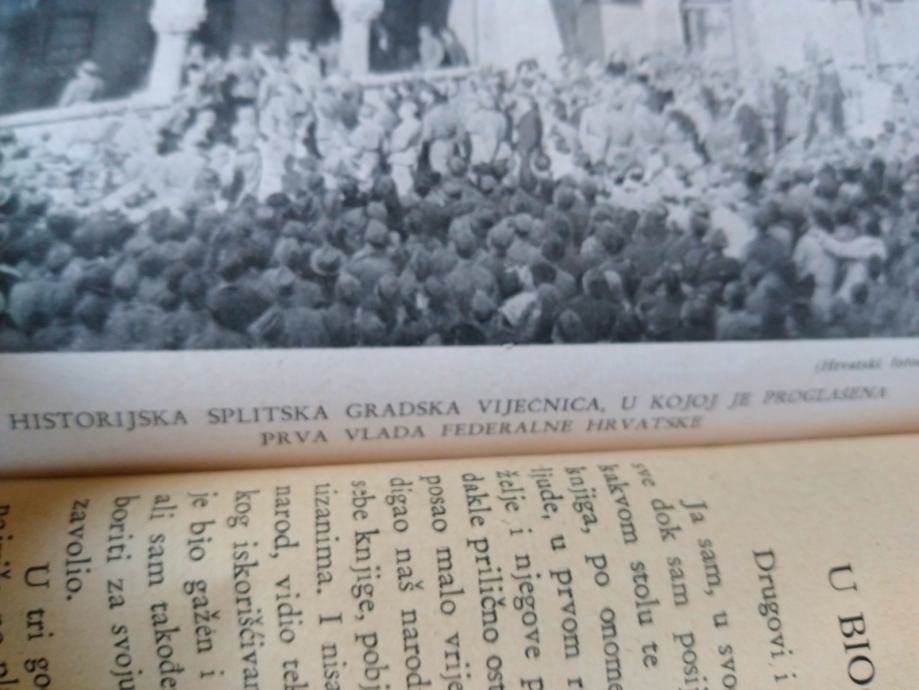 (Hrvatski foto
HISTORIJSKA SPLITSKA GRADSKA VIJEĆNICA, U KOJOJ JE PROGLAŠENA
PRVA VLADA FEDERALNE HRVATSKE
U BIO
Drugovi i
Ja sam, u svo
sve dok sam posij
kakvom stolu te
knjiga, po onome
ljude, u prvom r
želje i njegove p
dakle prilično ost
posao malo vrije
digao naš narod
sebe knjige, pobj
tizanima. I nisa
narod, vidio tek
kog iskorišćivan
je bio gažen i
ali sam takođe
boriti za svoju
zavolio.
U tri go